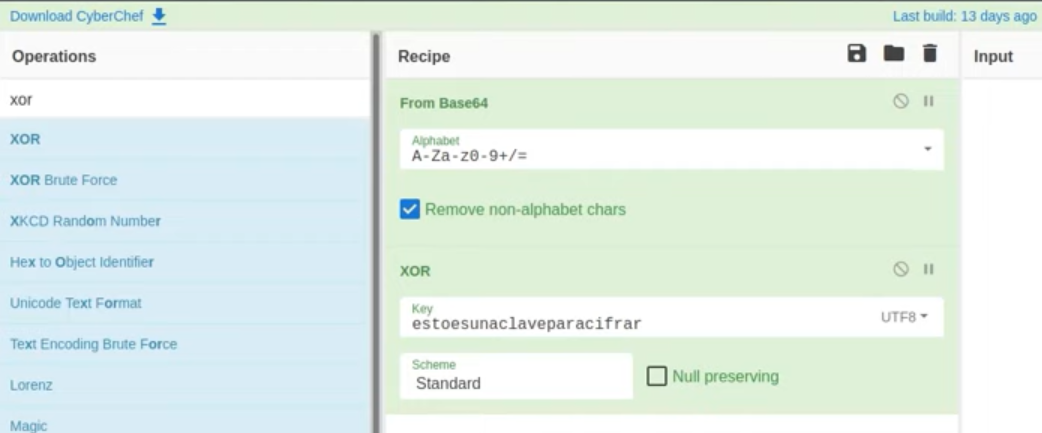 Download CyberChef
Last build: 13 days ago
Operations
Recipe
Input
xor
XOR
XOR Brute Force
XKCD Random Number
Hex to Object Identifier
Unicode Text Format
Text Encoding Brute Force
Lorenz
Magic
From Base64
Alphabet
A-Za-z0-9+/=
Remove non-alphabet chars
XOR
Key
estoesunaclaveparacifrar
UTF8
Scheme
Standard
Null preserving